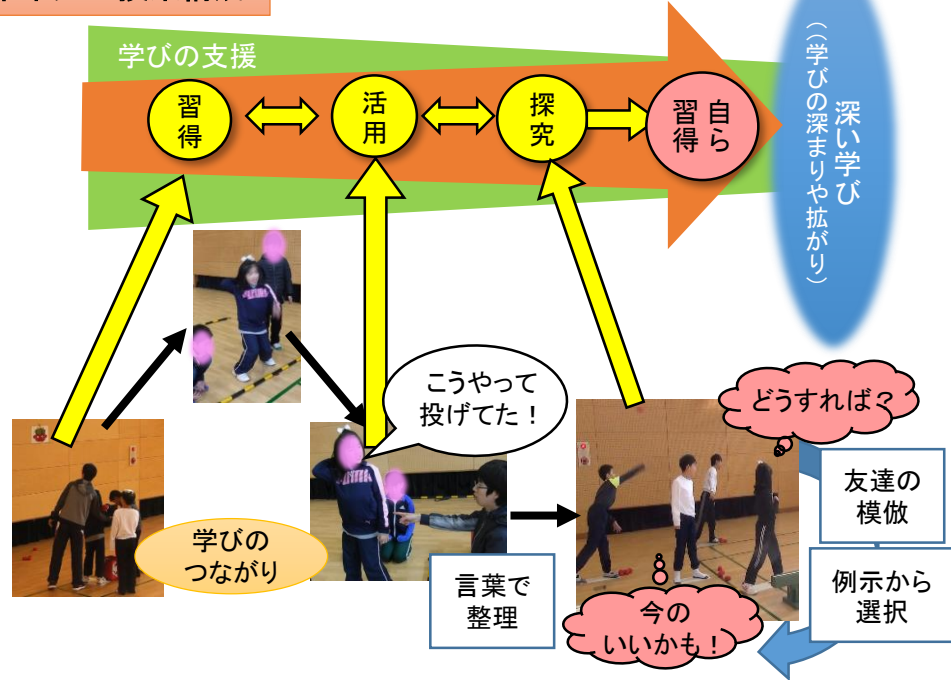 学びの支援
習得
活用
探究
自ら
習得
深い学び
（（学びの深まりや拡がり）
こうやって
投げてた！
どうすれば？
友達の
模倣
学びの
つながり
言葉で
整理
今の
いいかも！
例示から
選択